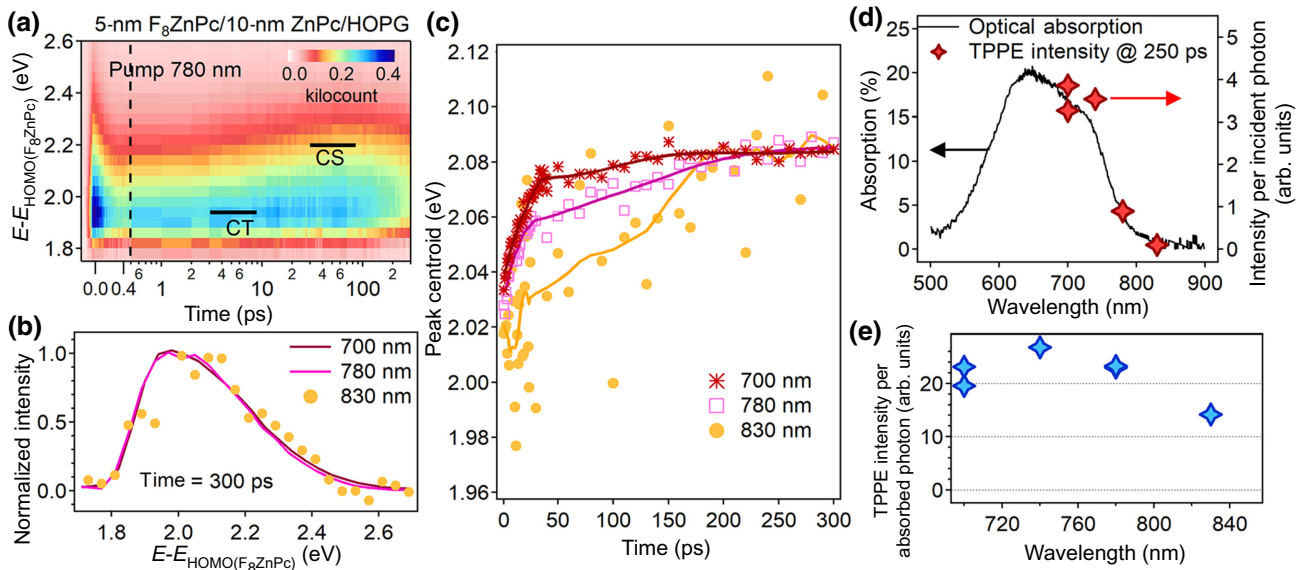 (a) 5-nm F₈ZnPc/10-nm ZnPc/HOPG
E-E_HOMO(F₈ZnPc) (eV)
2.6
2.4
2.2
2.0
1.8
Pump 780 nm
0.0 0.2 0.4
kilocount
CS
CT
0.0 0.4 6 1 2 4 6 10 2 4 6 100 2
Time (ps)
(b)
Normalized intensity
1.0
0.5
0.0
700 nm
780 nm
830 nm
Time = 300 ps
1.8 2.0 2.2 2.4 2.6
E-E_HOMO(F₈ZnPc) (eV)
(c)
Peak centroid (eV)
2.12
2.10
2.08
2.06
2.04
2.02
2.00
1.98
1.96
700 nm
780 nm
830 nm
0 50 100 150 200 250 300
Time (ps)
(d)
Optical absorption
TPPE intensity @ 250 ps
Absorption (%)
25
20
15
10
5
0
5
4
3
2
1
0
Intensity per incident photon
(arb. units)
500 600 700 800 900
Wavelength (nm)
(e)
TPPE intensity per
absorbed photon (arb. units)
20
10
0
720 760 800 840
Wavelength (nm)